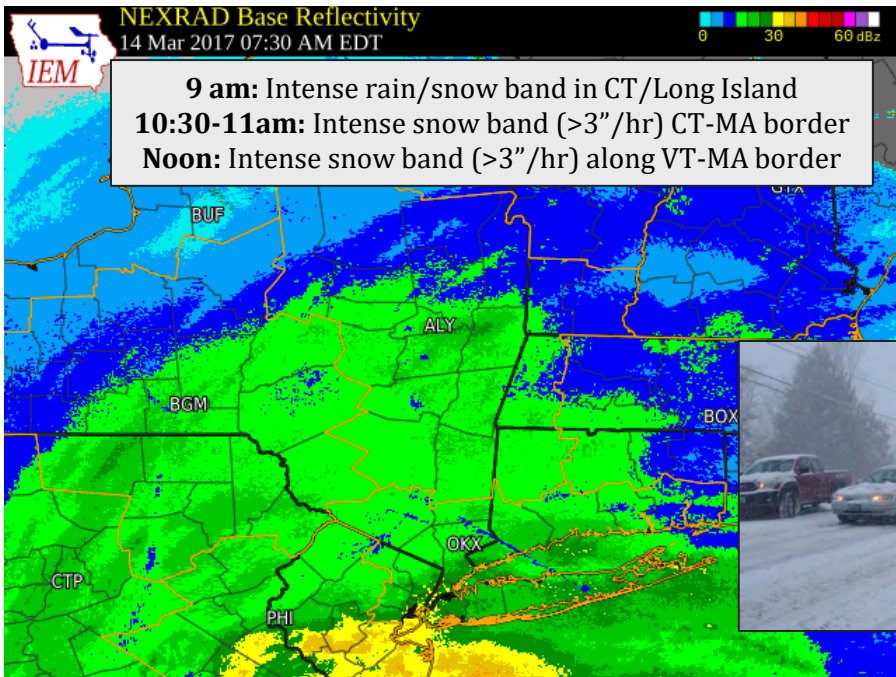 NEXRAD Base Reflectivity
14 Mar 2017 07:30 AM EDT
0 30 60 dBz
IEM
9 am: Intense rain/snow band in CT/Long Island
10:30-11am: Intense snow band (>3”/hr) CT-MA border
Noon: Intense snow band (>3”/hr) along VT-MA border
GYX
BUF
ALY
BGM
BOX
OKX
CTP
PHI